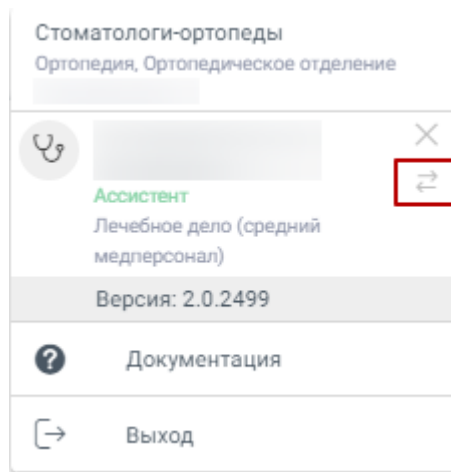 Стоматологи-ортопеды
Ортопедия, Ортопедическое отделение
Ассистент
Лечебное дело (средний
медперсонал)
Версия: 2.0.2499
Документация
Выход